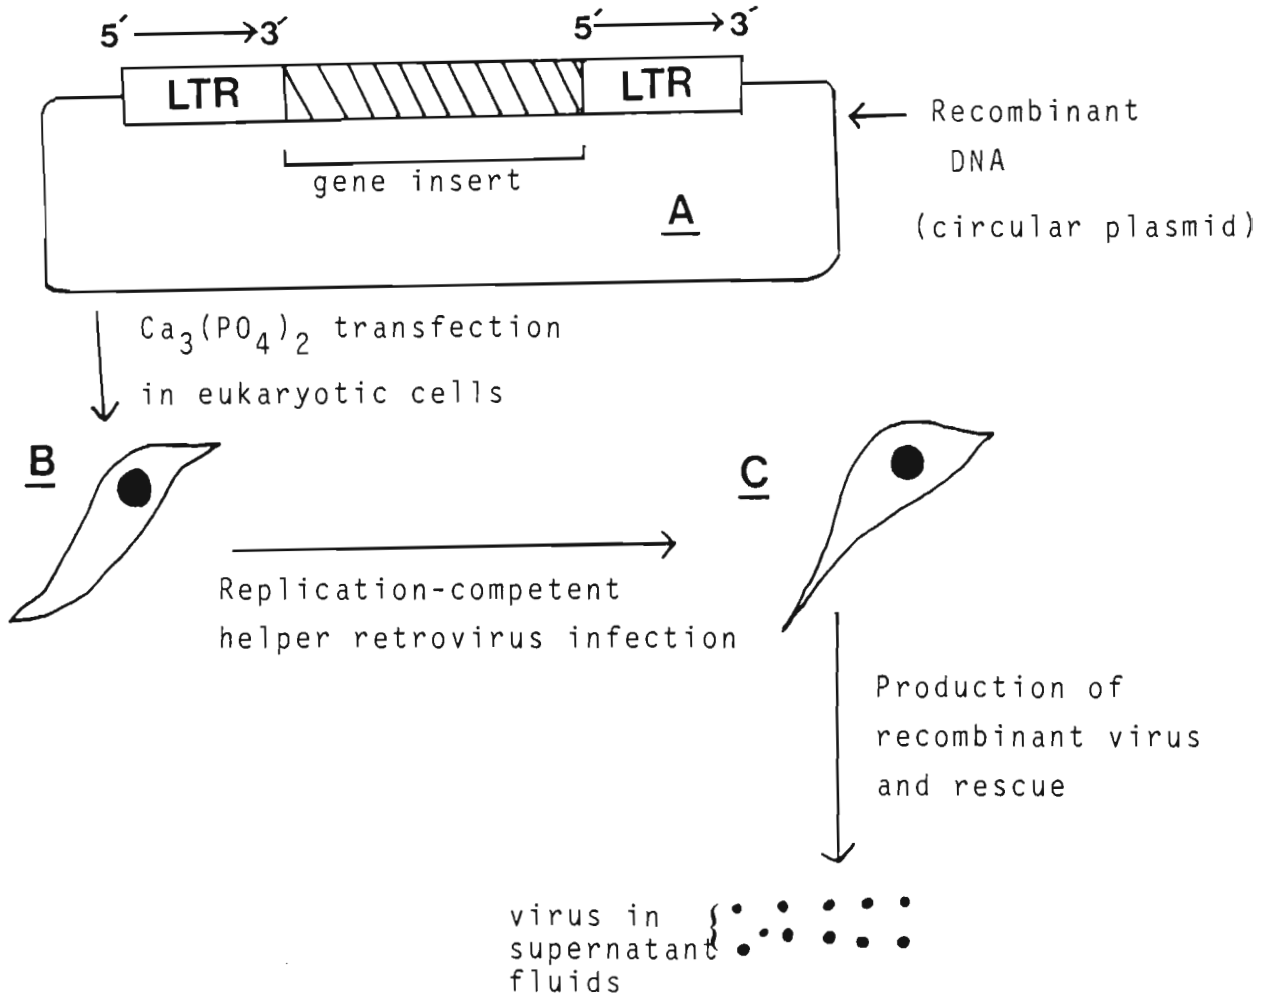 5′ → 3′ 5′ → 3′
LTR LTR
gene insert
A
← Recombinant
DNA
(circular plasmid)
Ca₃(PO₄)₂ transfection
in eukaryotic cells
B
C
Replication-competent
helper retrovirus infection
Production of
recombinant virus
and rescue
virus in
supernatant
fluids